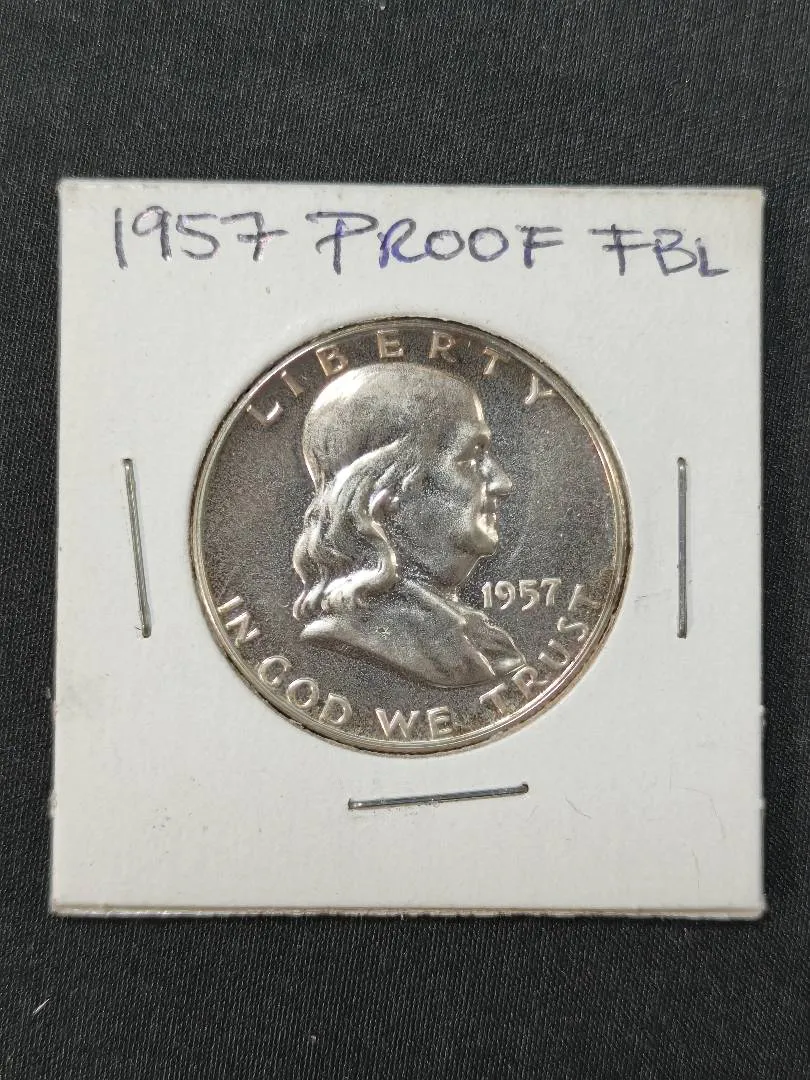 1957 PROOF FBL
LIBERTY
1957
IN GOD WE TRUST